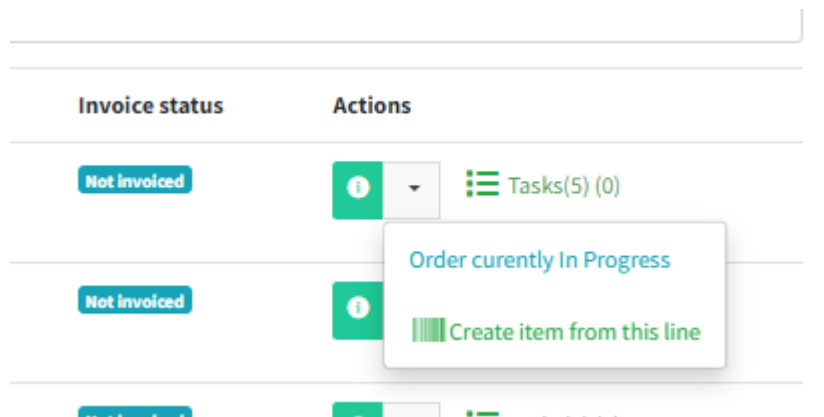 Invoice status Actions
Not invoiced Tasks(5) (0)
Order curently In Progress
Not invoiced
Create item from this line